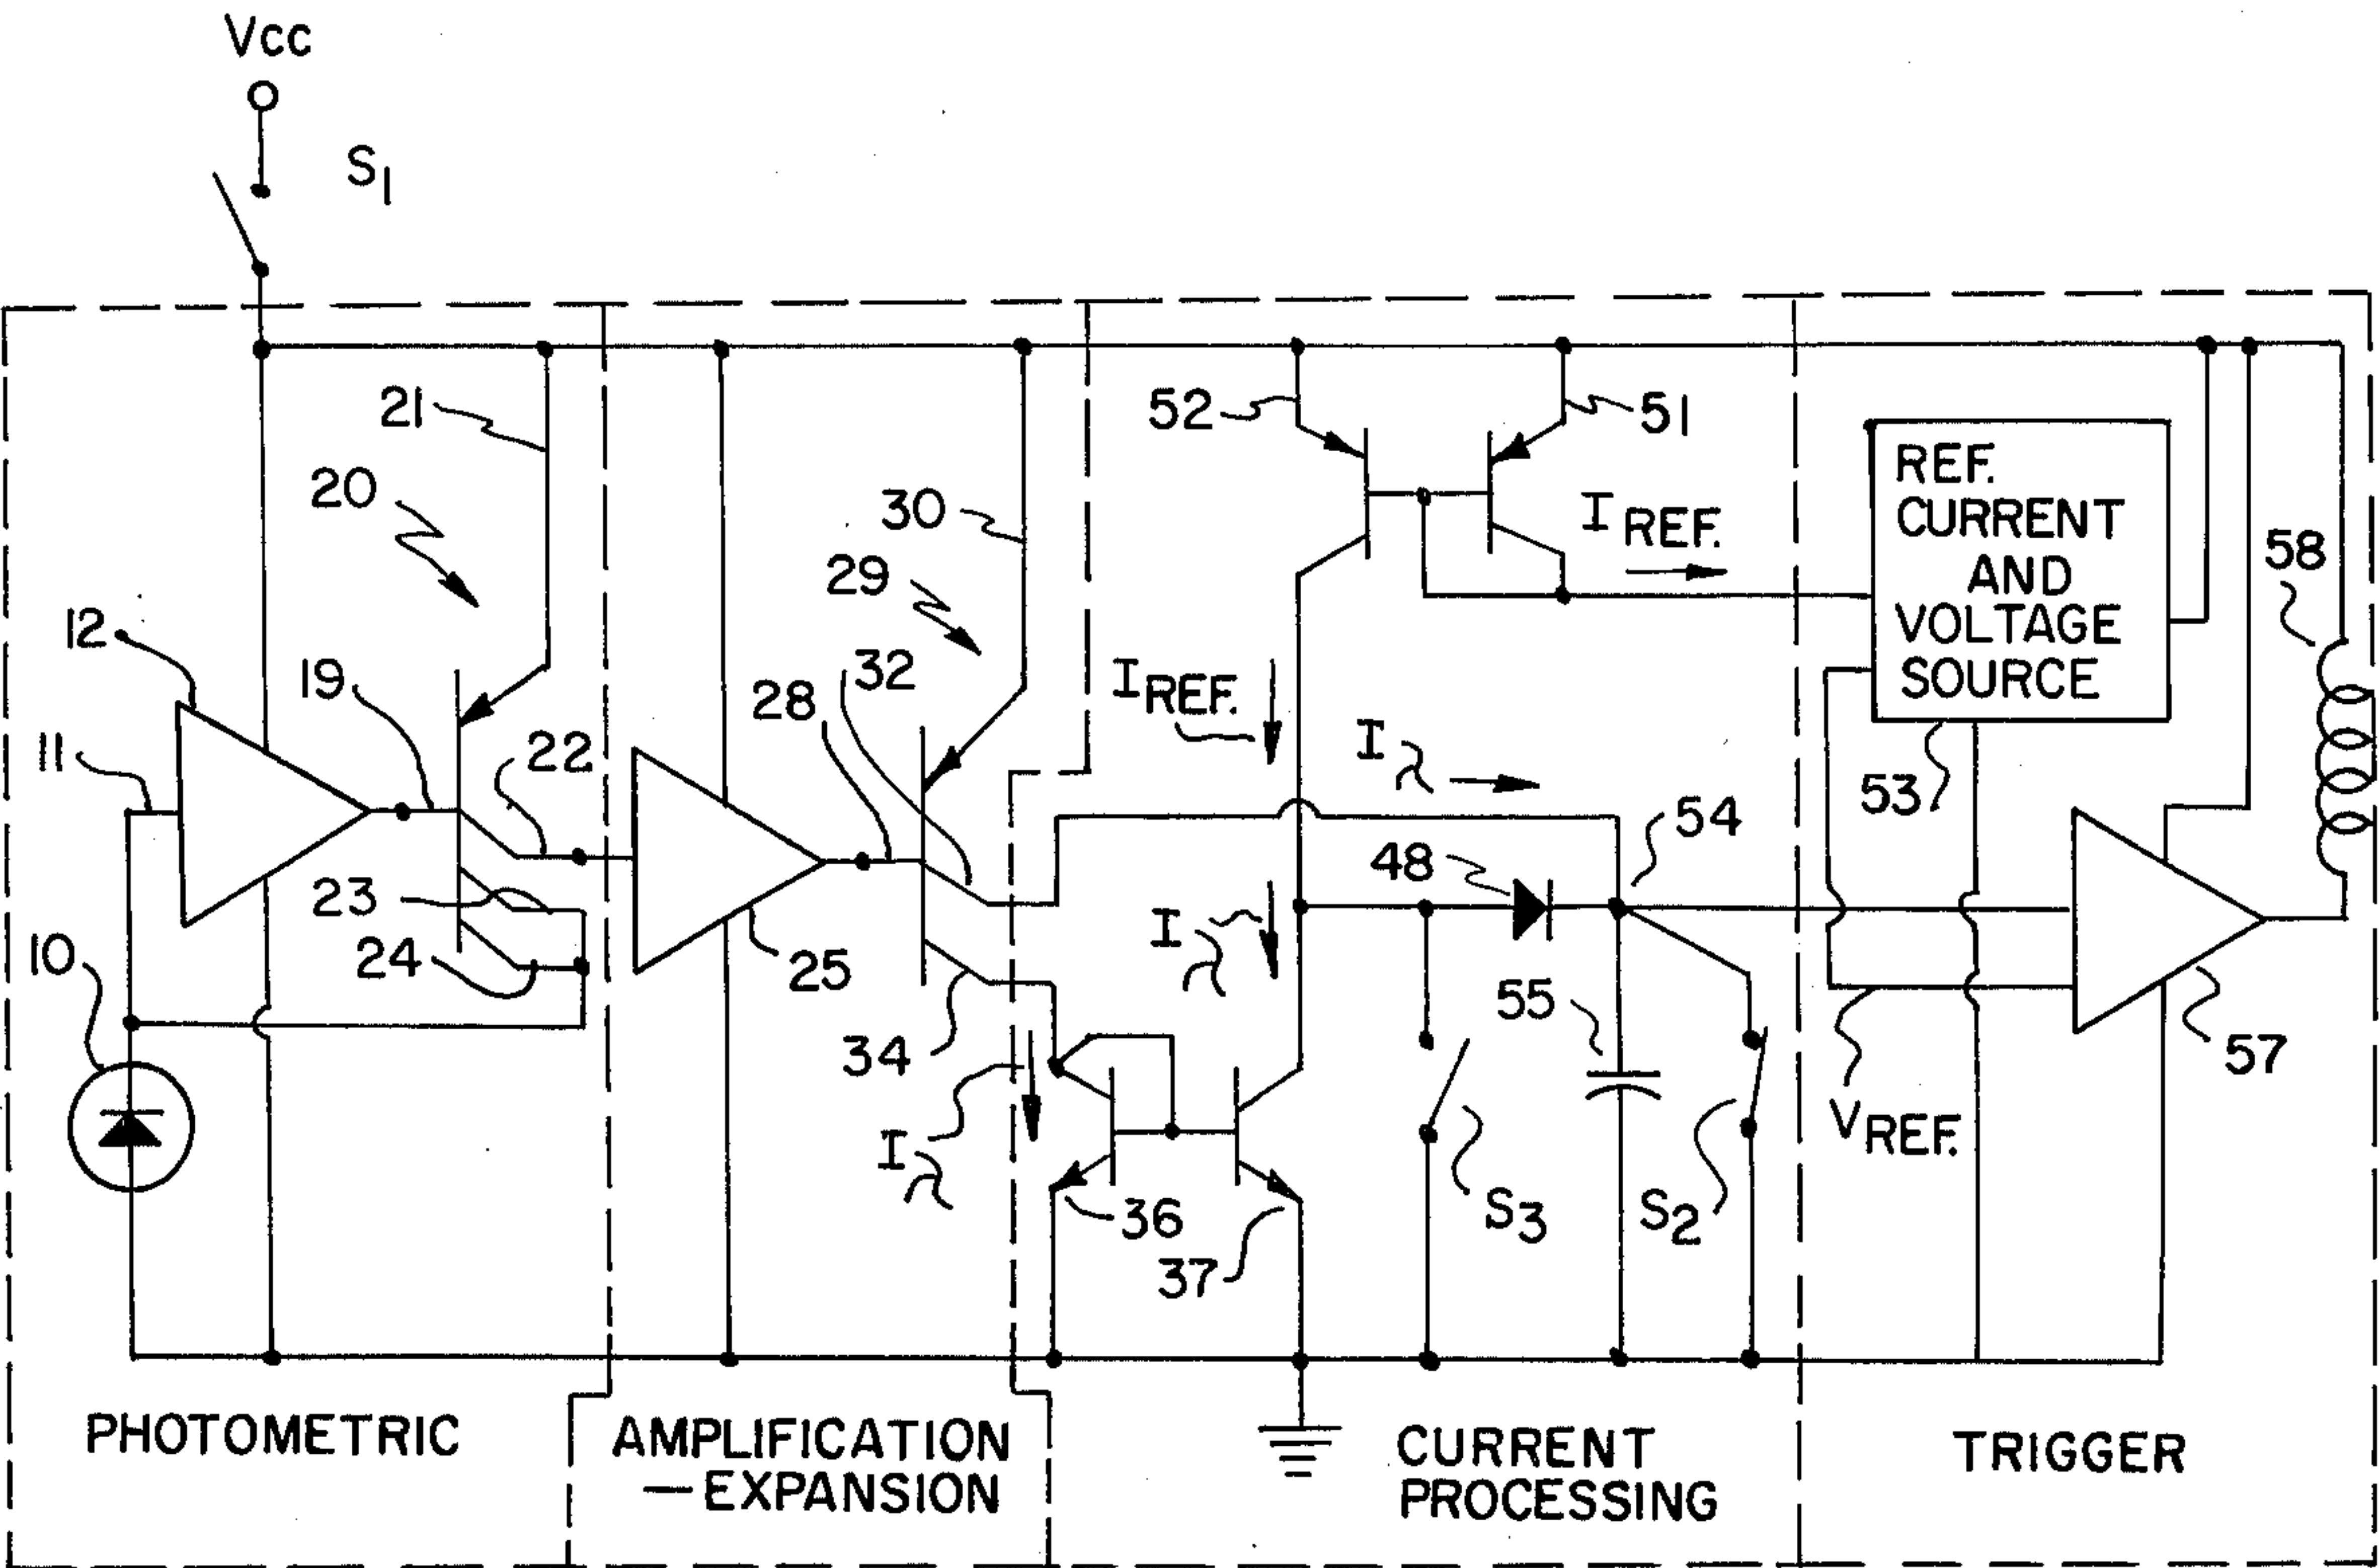 Vcc
S1
21
20
12
19
11
22
23
24
10
30
29
28
32
25
34
I
52
51
I REF.
REF.
CURRENT
AND
VOLTAGE
SOURCE
58
IREF.
I
53
54
48
I
55
57
VREF.
36
S3
S2
37
PHOTOMETRIC
AMPLIFICATION
—EXPANSION
CURRENT
PROCESSING
TRIGGER